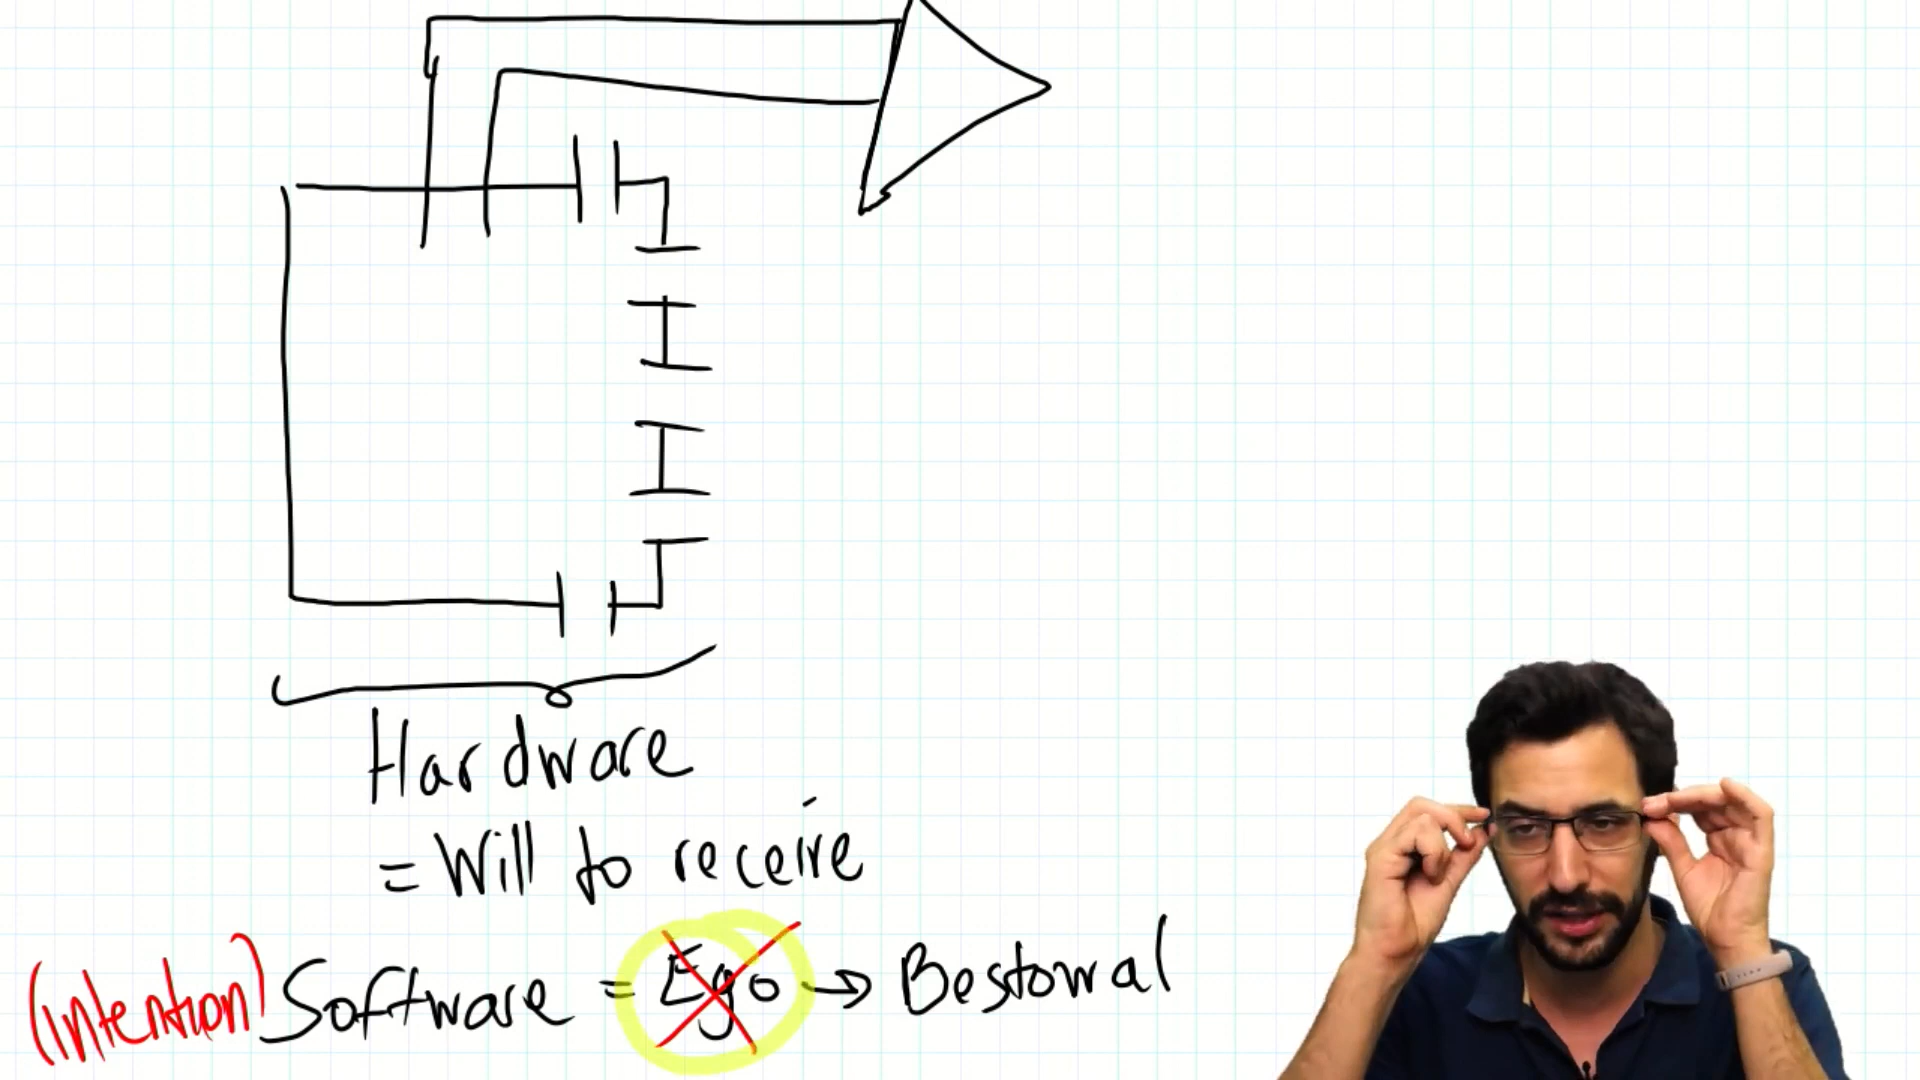 Hardware
= Will to receive
(intention) Software = Ego → Bestowal